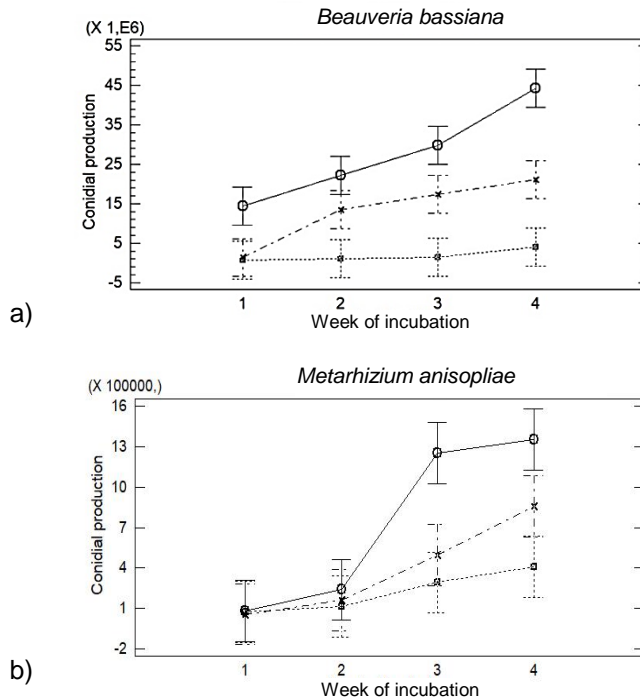 Beauveria bassiana
(X 1,E6)
55
45
35
25
15
5
-5
Conidial production
1 2 3 4
Week of incubation
a)
Metarhizium anisopliae
(X 100000,)
16
13
10
7
4
1
-2
Conidial production
1 2 3 4
Week of incubation
b)